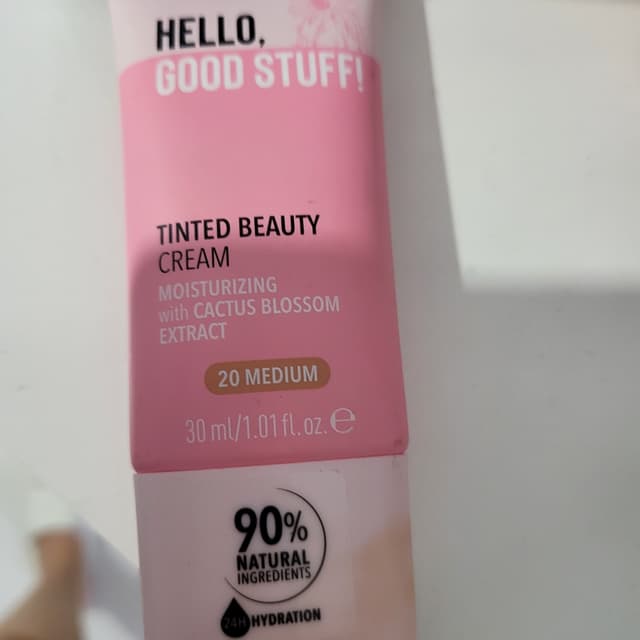 HELLO,
GOOD STUFF!
TINTED BEAUTY
CREAM
MOISTURIZING
with CACTUS BLOSSOM
EXTRACT
20 MEDIUM
30 ml/1.01 fl. oz. ℮
90%
NATURAL
INGREDIENTS
24H HYDRATION